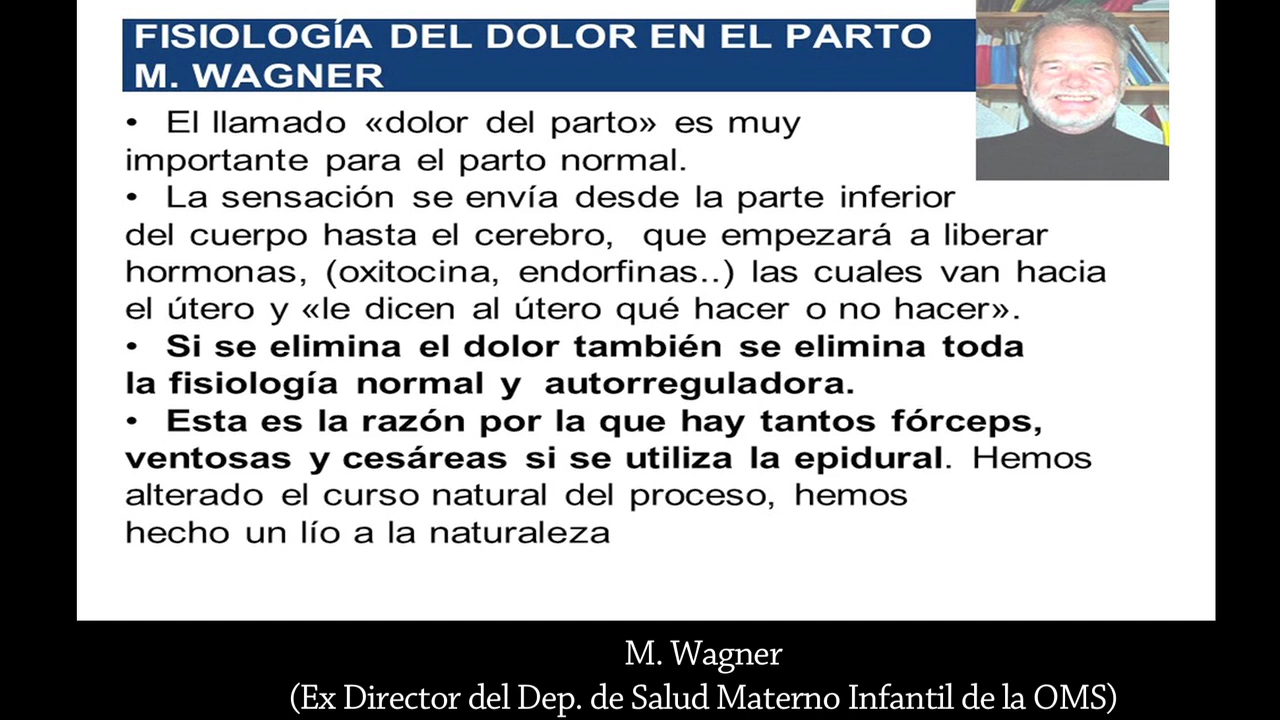 FISIOLOGÍA DEL DOLOR EN EL PARTO
M. WAGNER
• El llamado «dolor del parto» es muy
importante para el parto normal.
• La sensación se envía desde la parte inferior
del cuerpo hasta el cerebro, que empezará a liberar
hormonas, (oxitocina, endorfinas..) las cuales van hacia
el útero y «le dicen al útero qué hacer o no hacer».
• Si se elimina el dolor también se elimina toda
la fisiología normal y autorreguladora.
• Esta es la razón por la que hay tantos fórceps,
ventosas y cesáreas si se utiliza la epidural. Hemos
alterado el curso natural del proceso, hemos
hecho un lío a la naturaleza
M. Wagner
(Ex Director del Dep. de Salud Materno Infantil de la OMS)